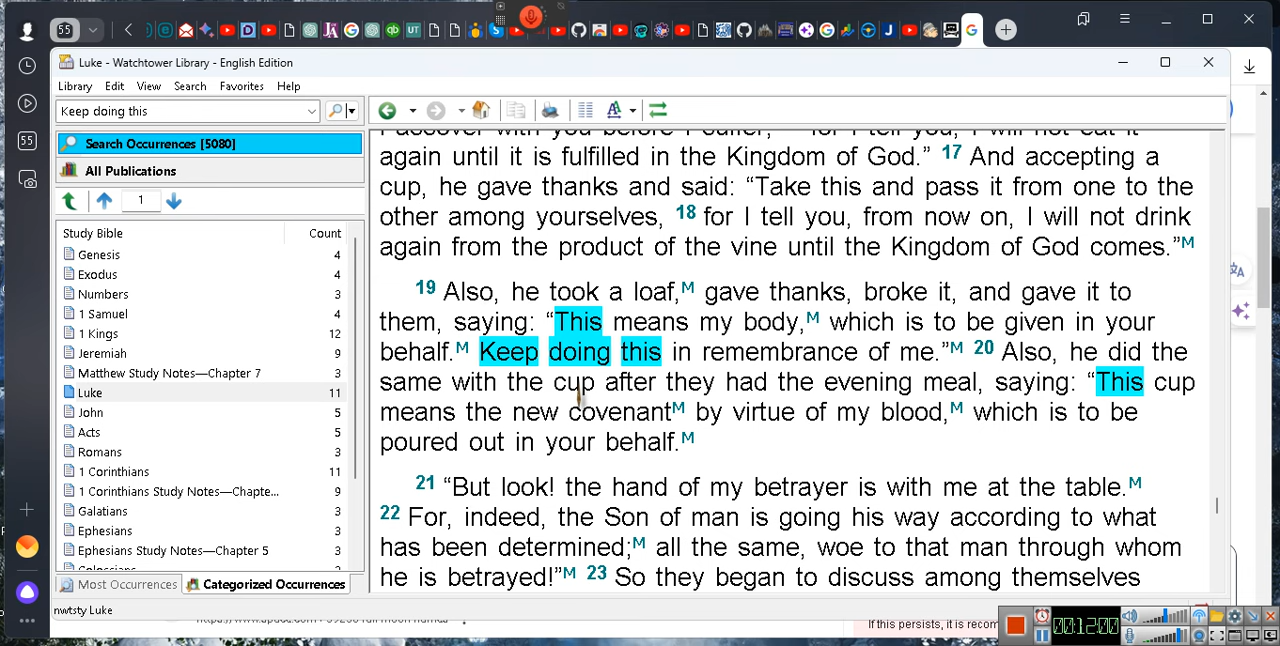 55
Luke - Watchtower Library - English Edition
Library Edit View Search Favorites Help
Keep doing this
Search Occurrences [5080]
All Publications
1
Study Bible Count
Genesis 4
Exodus 4
Numbers 3
1 Samuel 4
1 Kings 12
Jeremiah 9
Matthew Study Notes—Chapter 7 3
Luke 11
John 5
Acts 5
Romans 3
1 Corinthians 11
1 Corinthians Study Notes—Chapte... 9
Galatians 3
Ephesians 3
Ephesians Study Notes—Chapter 5 3
Most Occurrences Categorized Occurrences
nwtsty Luke
again until it is fulfilled in the Kingdom of God.” 17 And accepting a
cup, he gave thanks and said: “Take this and pass it from one to the
other among yourselves, 18 for I tell you, from now on, I will not drink
again from the product of the vine until the Kingdom of God comes.”M
19 Also, he took a loaf,M gave thanks, broke it, and gave it to
them, saying: “This means my body,M which is to be given in your
behalf.M Keep doing this in remembrance of me.”M 20 Also, he did the
same with the cup after they had the evening meal, saying: “This cup
means the new covenantM by virtue of my blood,M which is to be
poured out in your behalf.M
21 “But look! the hand of my betrayer is with me at the table.M
22 For, indeed, the Son of man is going his way according to what
has been determined;M all the same, woe to that man through whom
he is betrayed!”M 23 So they began to discuss among themselves
If this persists, it is recom
00:12:00